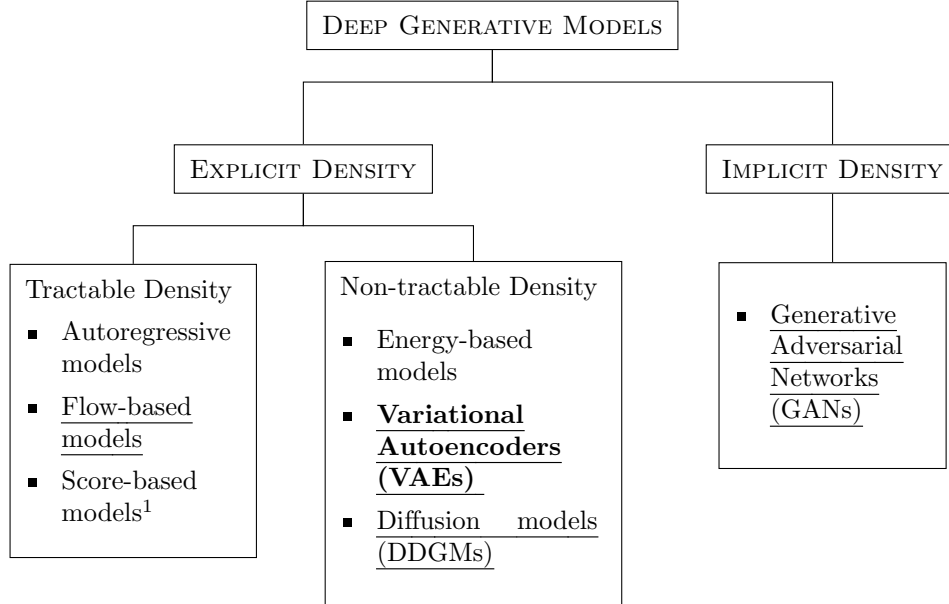 DEEP GENERATIVE MODELS
EXPLICIT DENSITY
IMPLICIT DENSITY
Tractable Density
▪ Autoregressive
models
▪ Flow-based
models
▪ Score-based
models¹
Non-tractable Density
▪ Energy-based
models
▪ Variational
Autoencoders
(VAEs)
▪ Diffusion models
(DDGMs)
▪ Generative
Adversarial
Networks
(GANs)